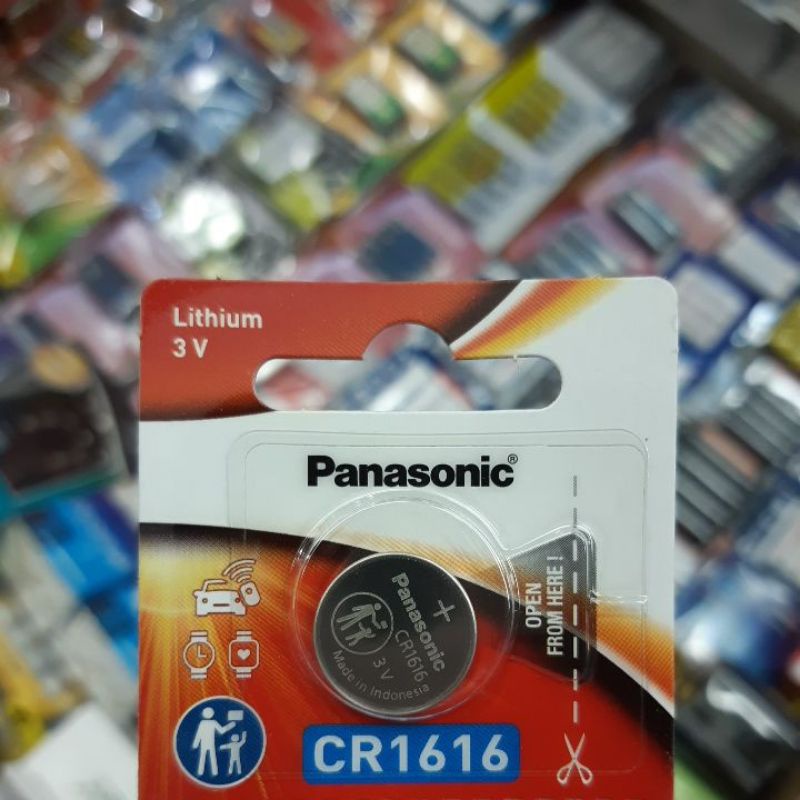 Lithium
3 V
Panasonic®
OPEN
FROM HERE !
+
Panasonic
CR1616
3 V
Made in Indonesia
CR1616